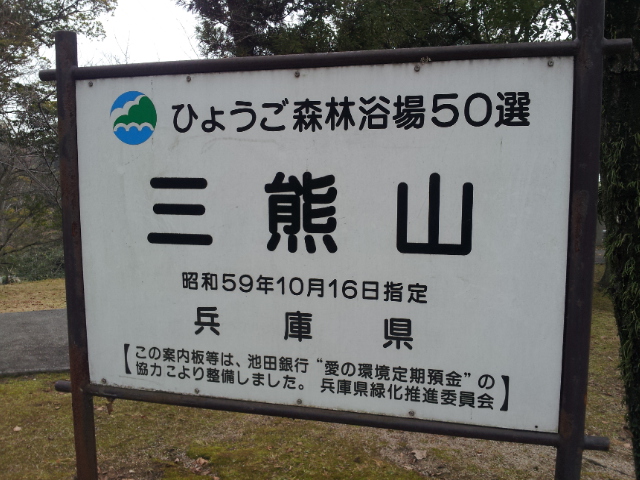 ひょうご森林浴場50選
三熊山
昭和59年10月16日指定
兵庫県
【この案内板等は、池田銀行“愛の環境定期預金”の
協力により整備しました。兵庫県緑化推進委員会】